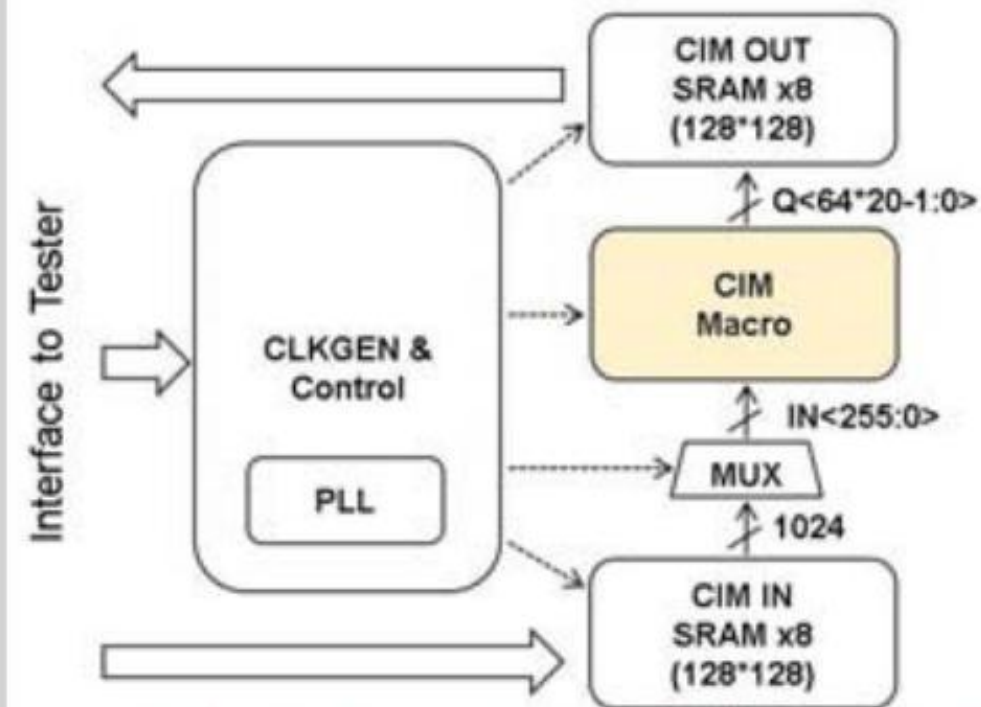 CIM OUT
SRAM x8
(128*128)
Q<64*20-1:0>
CIM
Macro
Interface to Tester
CLKGEN &
Control
PLL
IN<255:0>
MUX
1024
CIM IN
SRAM x8
(128*128)